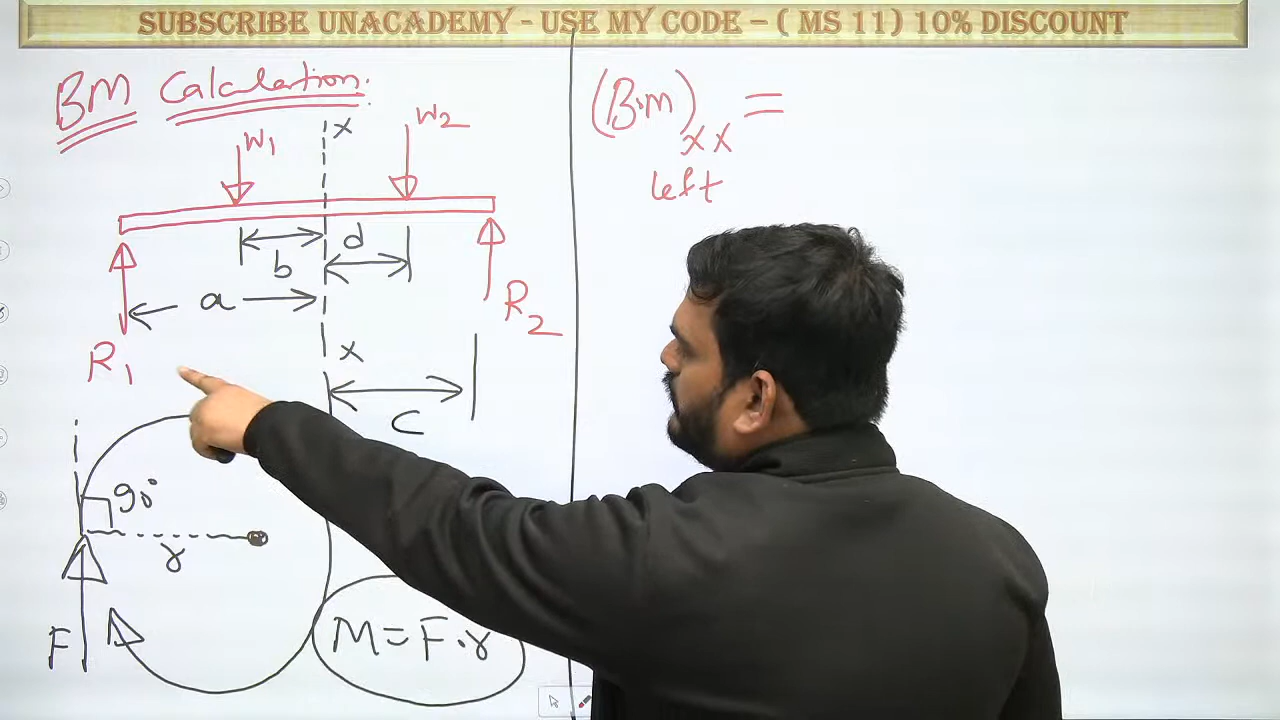 SUBSCRIBE UNACADEMY - USE MY CODE – ( MS 11) 10% DISCOUNT
BM Calculation.
x
W1
W2
b
d
a
R1
R2
x
c
90°
r
F
M = F.r
(B.M)xx =
left